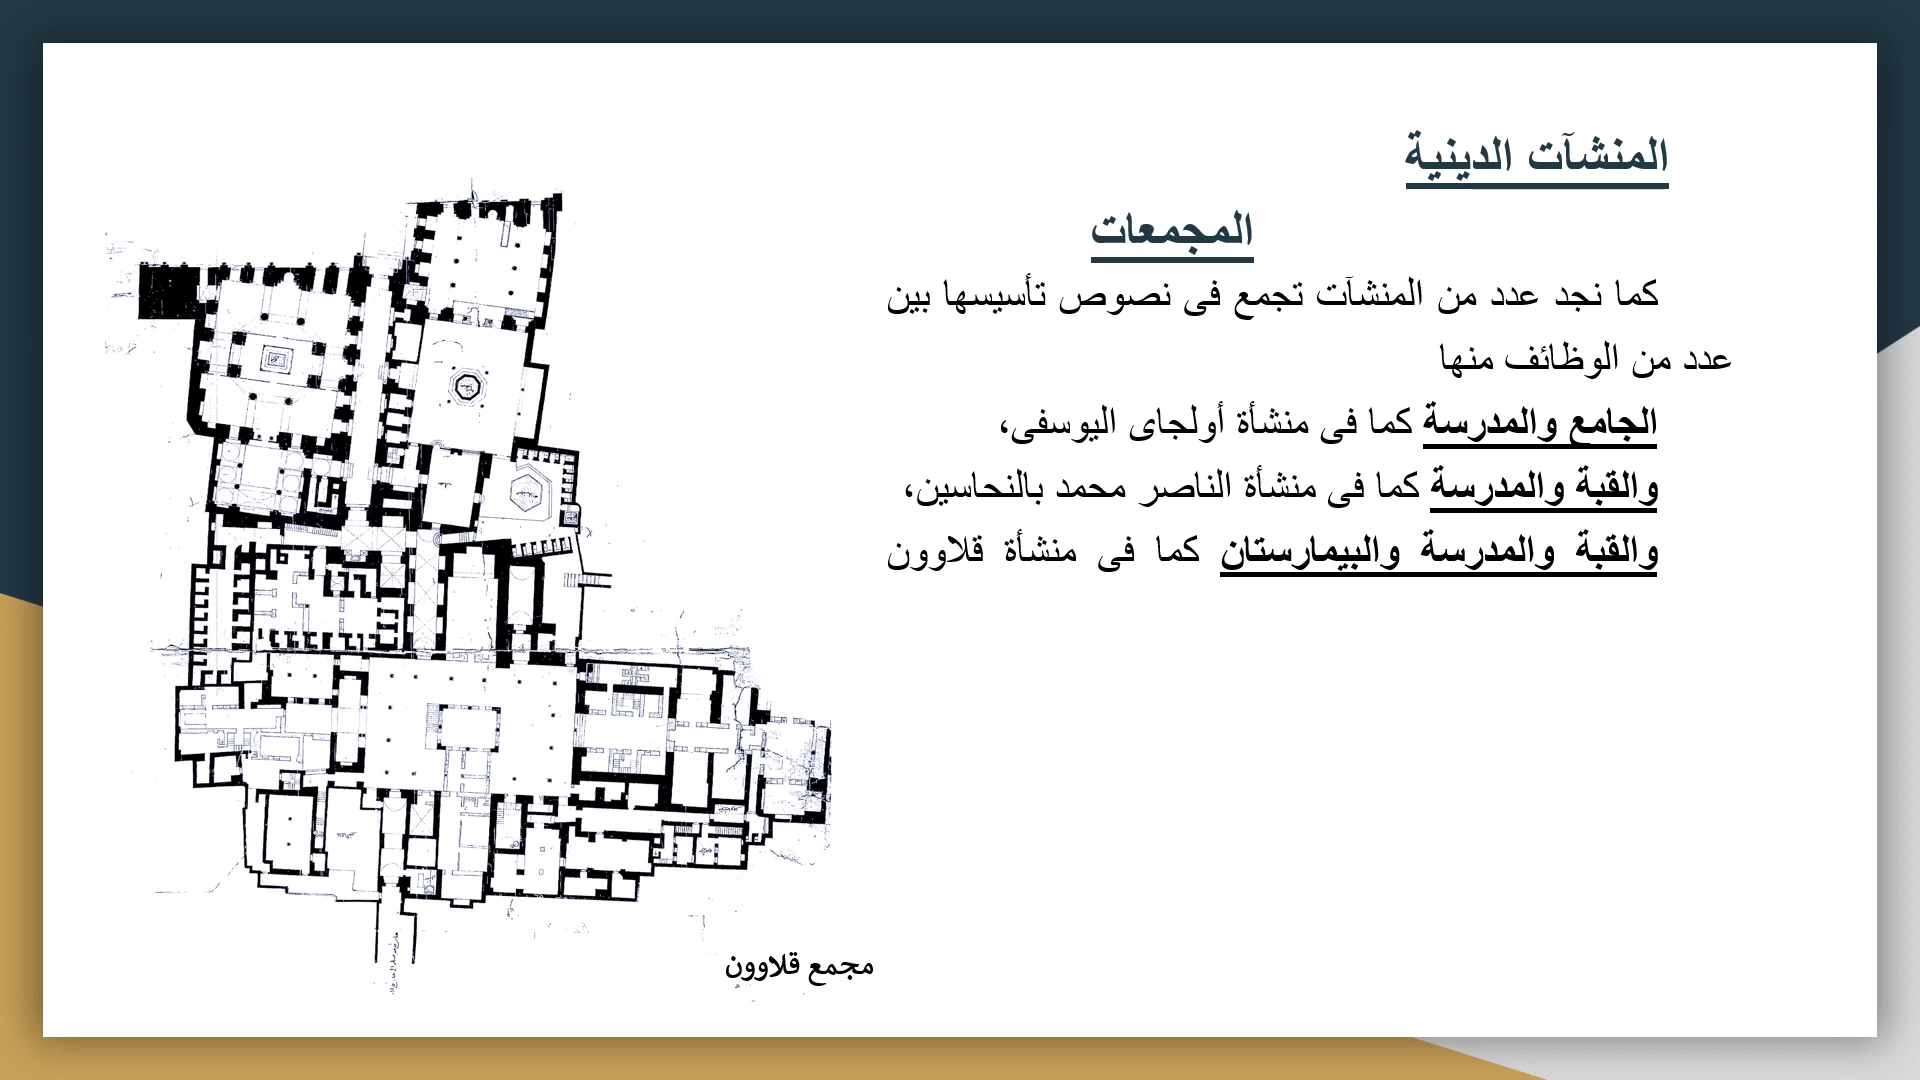 المنشآت الدينية
المجمعات
كما نجد عدد من المنشآت تجمع فى نصوص تأسيسها بين
عدد من الوظائف منها
الجامع والمدرسة كما فى منشأة أولجاى اليوسفى،
والقبة والمدرسة كما فى منشأة الناصر محمد بالنحاسين،
والقبة والمدرسة والبيمارستان كما فى منشأة قلاوون
مجمع قلاوون